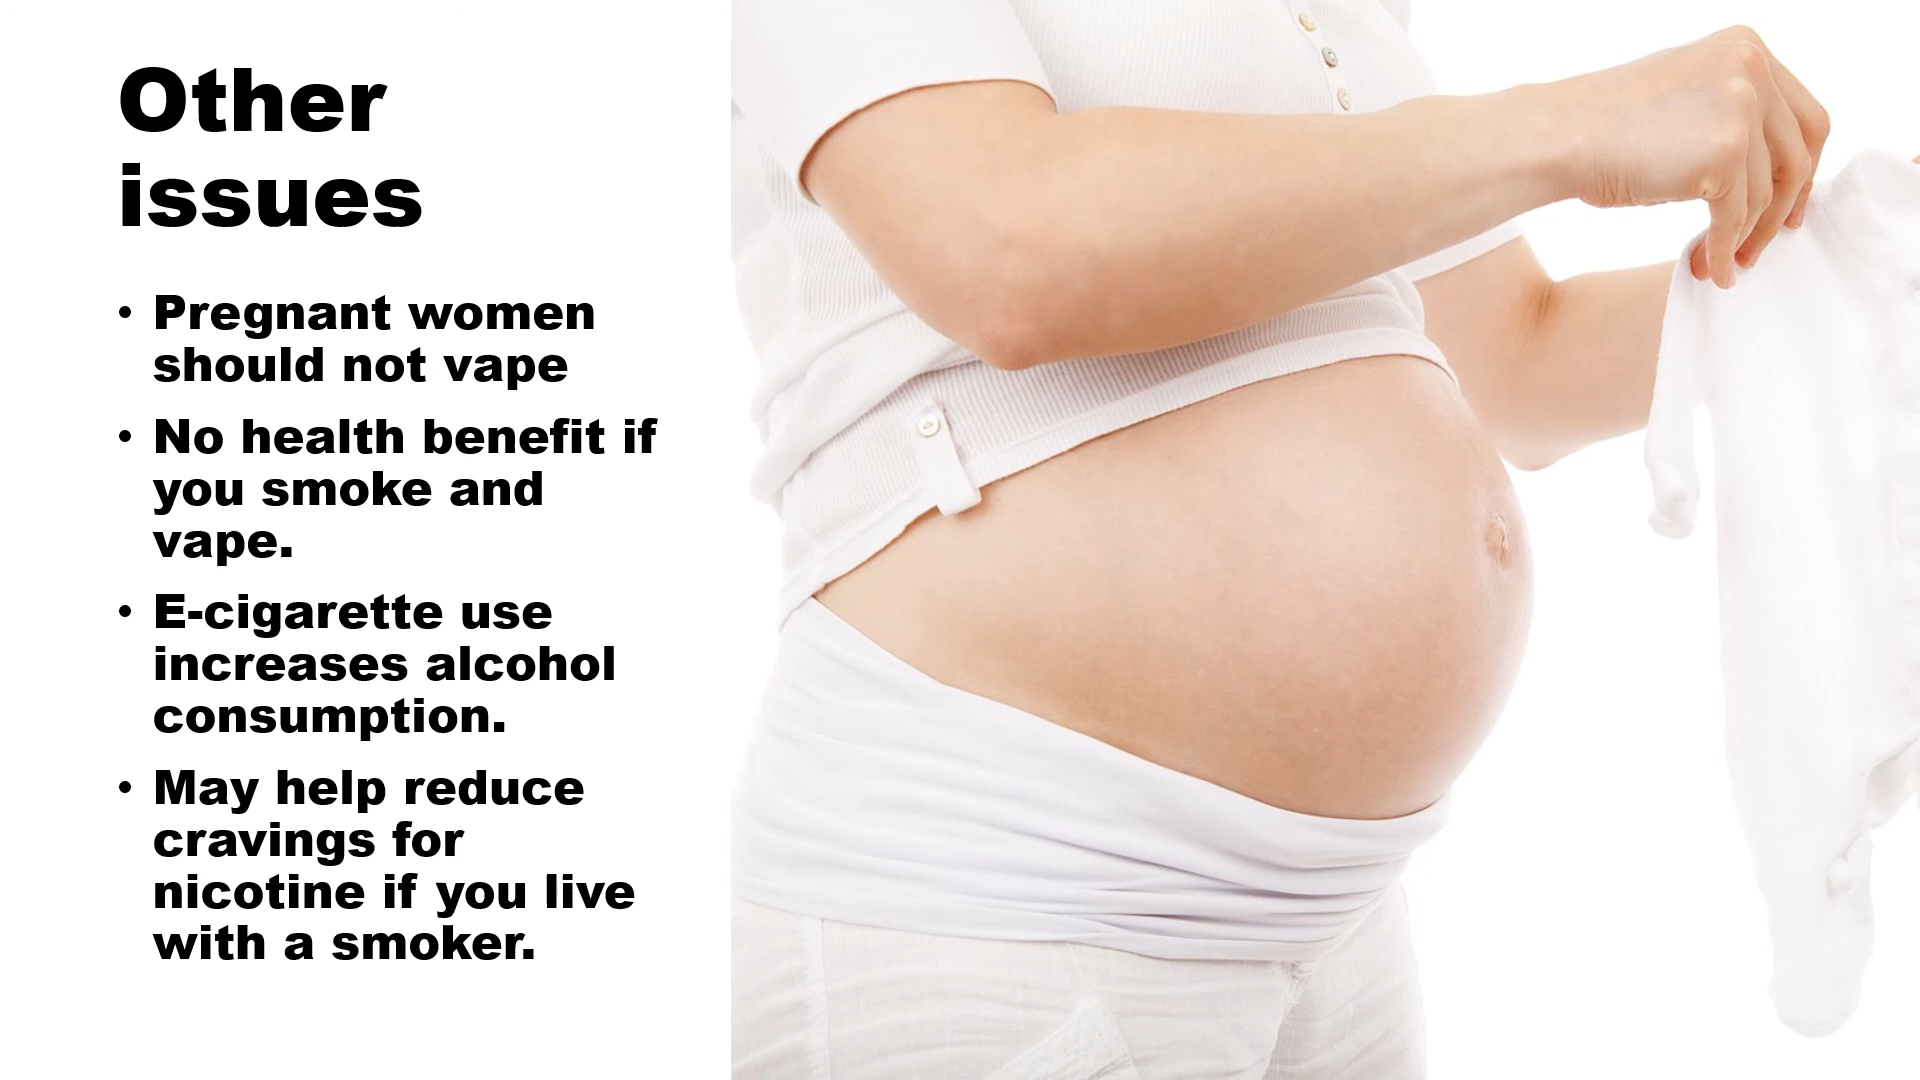 Other
issues
• Pregnant women
should not vape
• No health benefit if
you smoke and
vape.
• E-cigarette use
increases alcohol
consumption.
• May help reduce
cravings for
nicotine if you live
with a smoker.